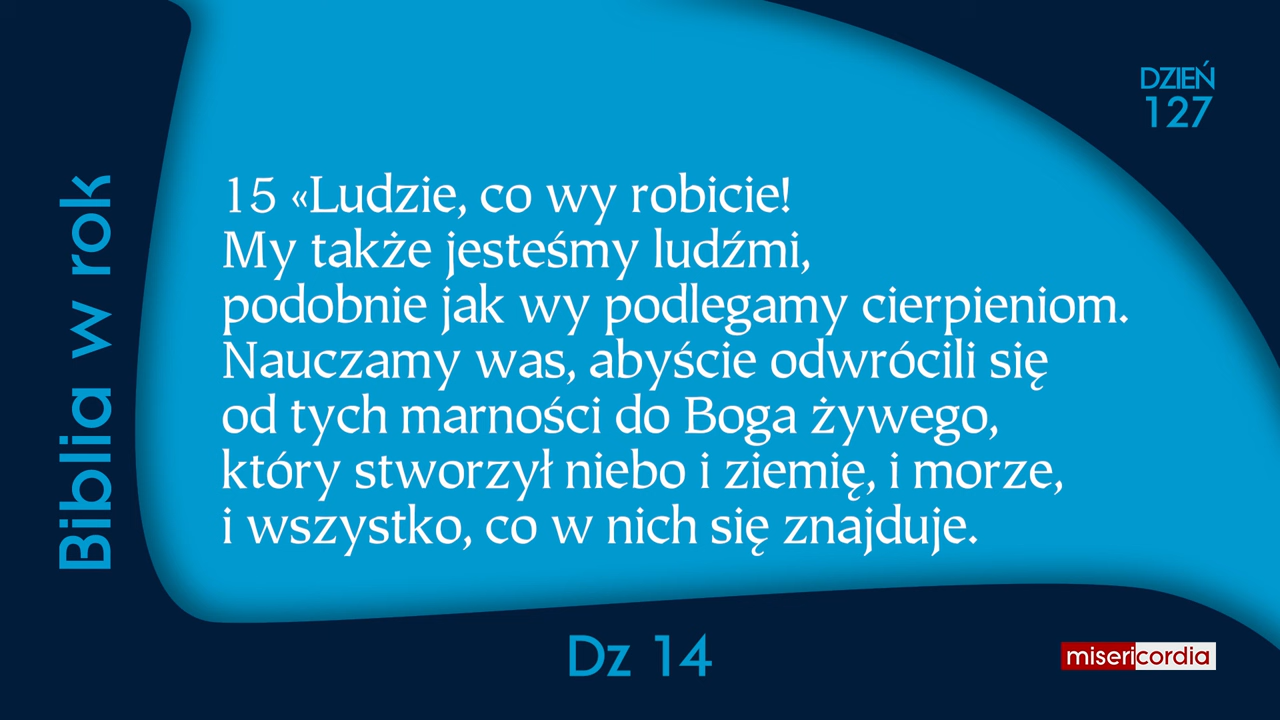 DZIEŃ
127
Biblia w rok
15 «Ludzie, co wy robicie!
My także jesteśmy ludźmi,
podobnie jak wy podlegamy cierpieniom.
Nauczamy was, abyście odwrócili się
od tych marności do Boga żywego,
który stworzył niebo i ziemię, i morze,
i wszystko, co w nich się znajduje.
Dz 14
misericordia